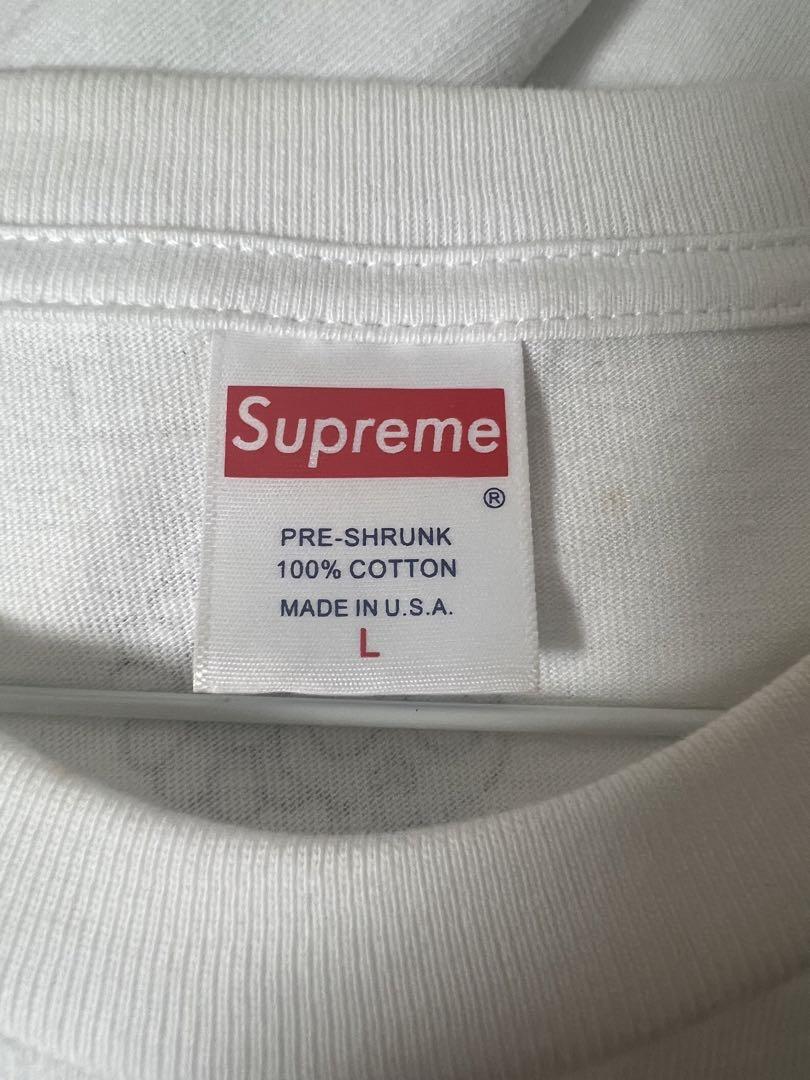 Supreme
®
PRE-SHRUNK
100% COTTON
MADE IN U.S.A.
L